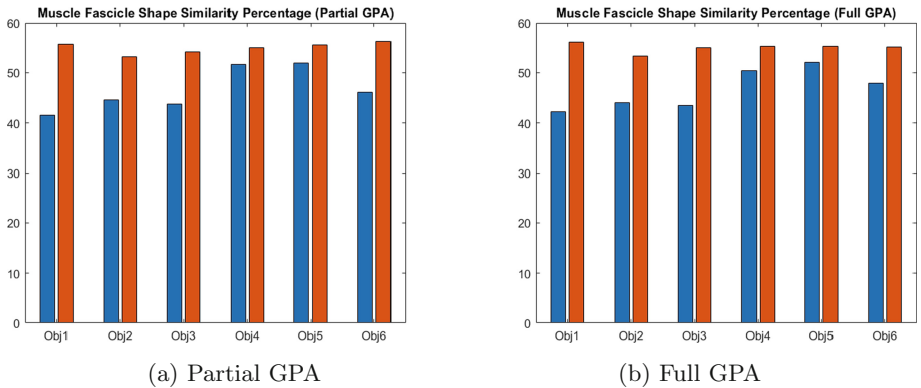 Muscle Fascicle Shape Similarity Percentage (Partial GPA)
60
50
40
30
20
10
0
Obj1 Obj2 Obj3 Obj4 Obj5 Obj6
(a) Partial GPA
Muscle Fascicle Shape Similarity Percentage (Full GPA)
60
50
40
30
20
10
0
Obj1 Obj2 Obj3 Obj4 Obj5 Obj6
(b) Full GPA